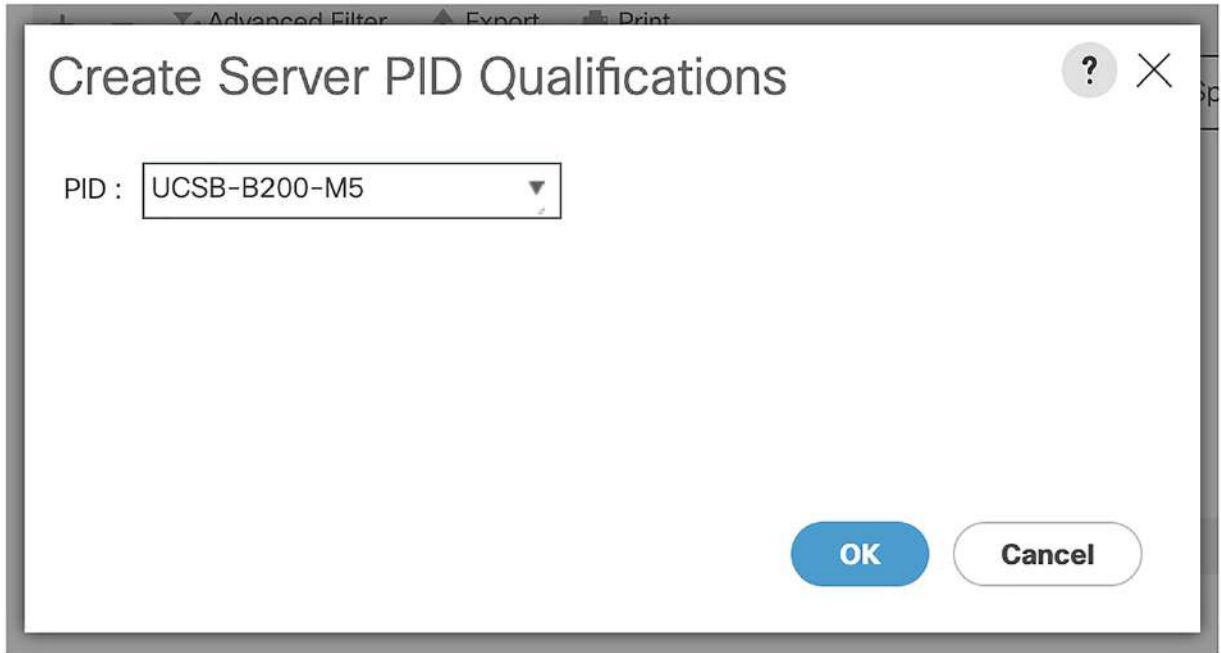 Advanced Filter Export Print
Create Server PID Qualifications ?
PID : UCSB-B200-M5
OK Cancel